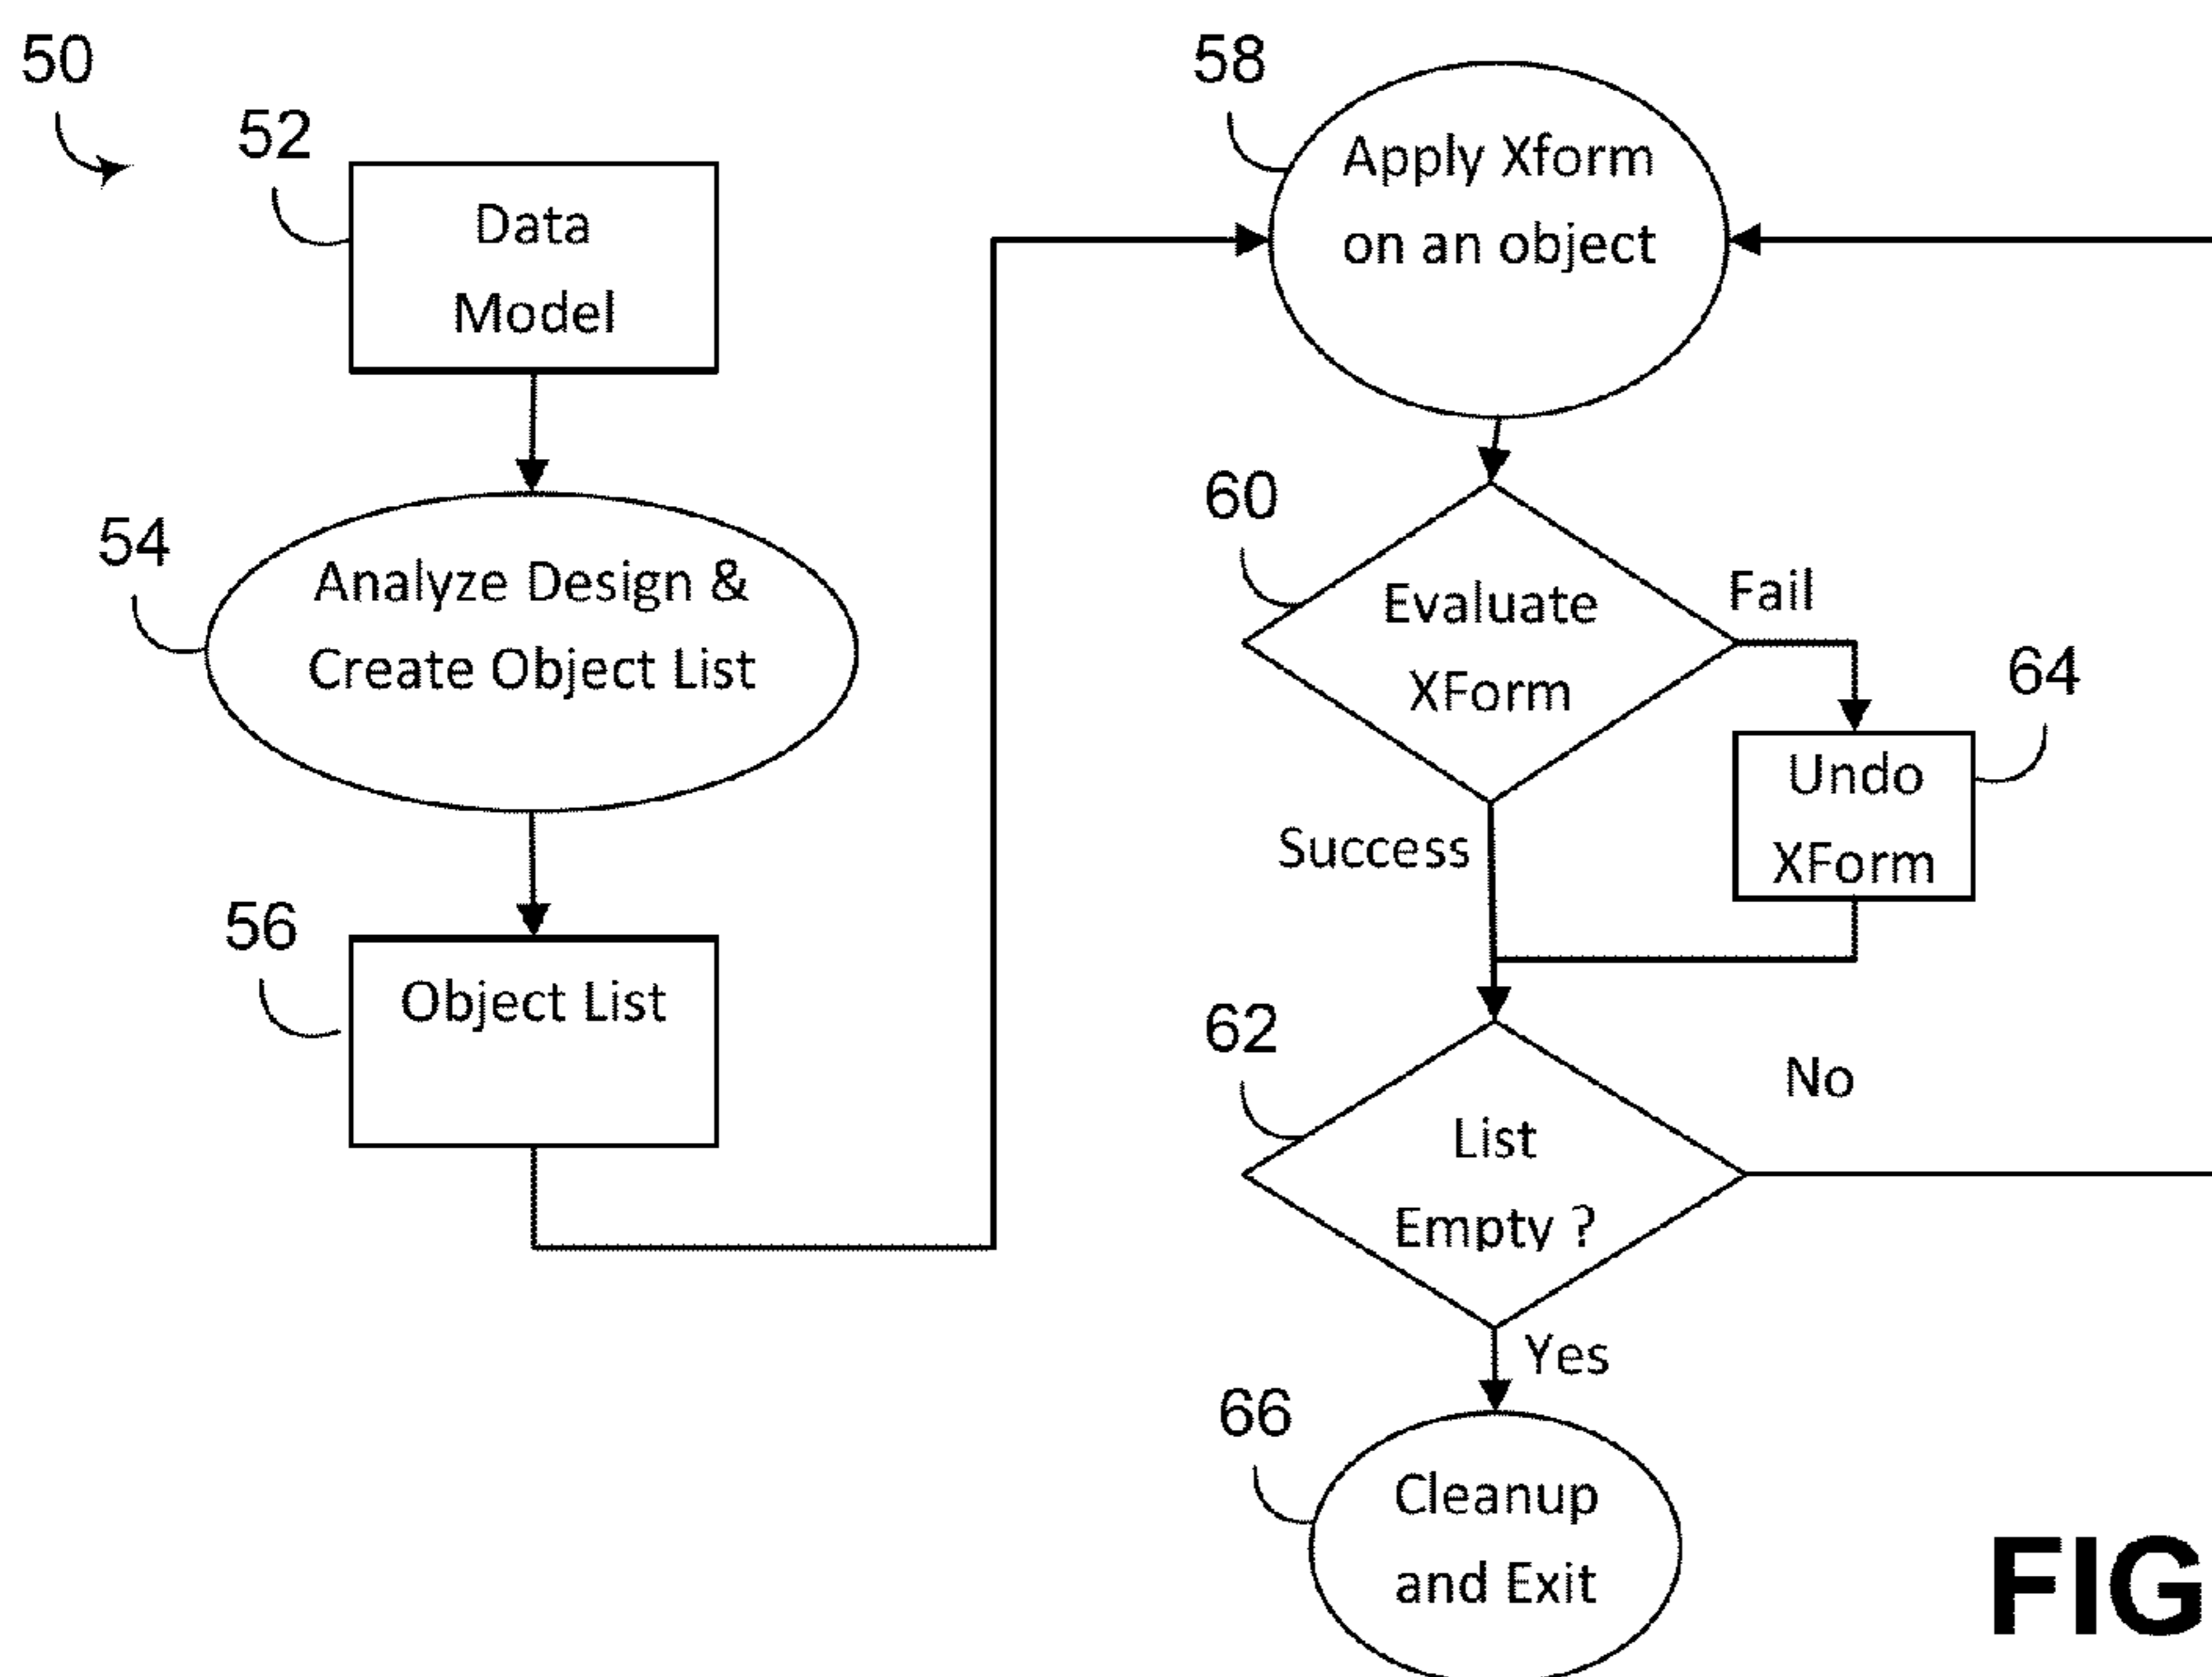 50
52
Data
Model
54
Analyze Design &
Create Object List
56
Object List
58
Apply Xform
on an object
60
Evaluate
XForm
Fail
64
Undo
XForm
Success
62
List
Empty ?
No
Yes
66
Cleanup
and Exit
FIG